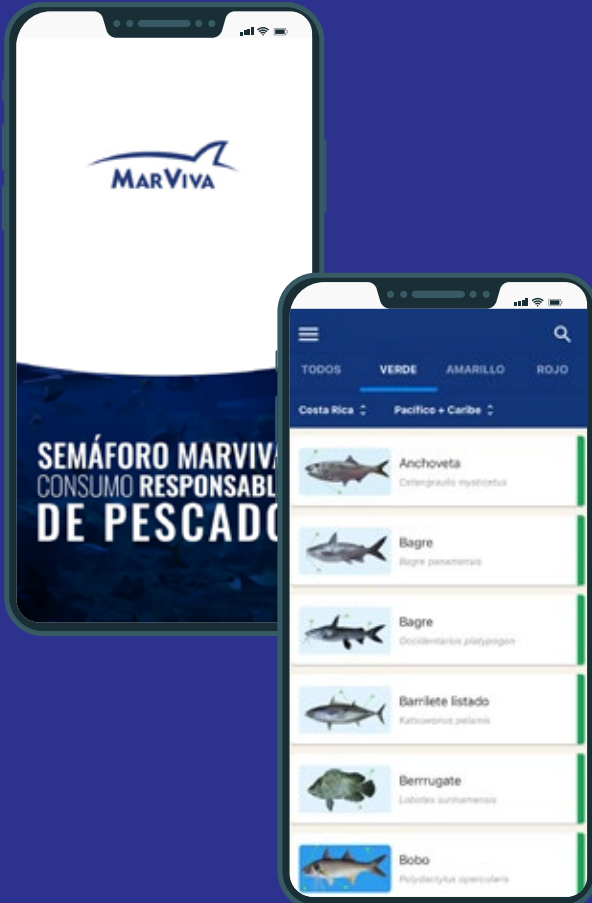 MARVIVA
SEMÁFORO MARVIVA
CONSUMO RESPONSABL
DE PESCADO
TODOS VERDE AMARILLO ROJO
Costa Rica Pacífico + Caribe
Anchoveta
Cetengraulis mysticetus
Bagre
Bagre panamensis
Bagre
Occidentarius platypogon
Barrilete listado
Katsuwonus pelamis
Berrrugate
Lobotes surinamensis
Bobo
Polydactylus opercularis